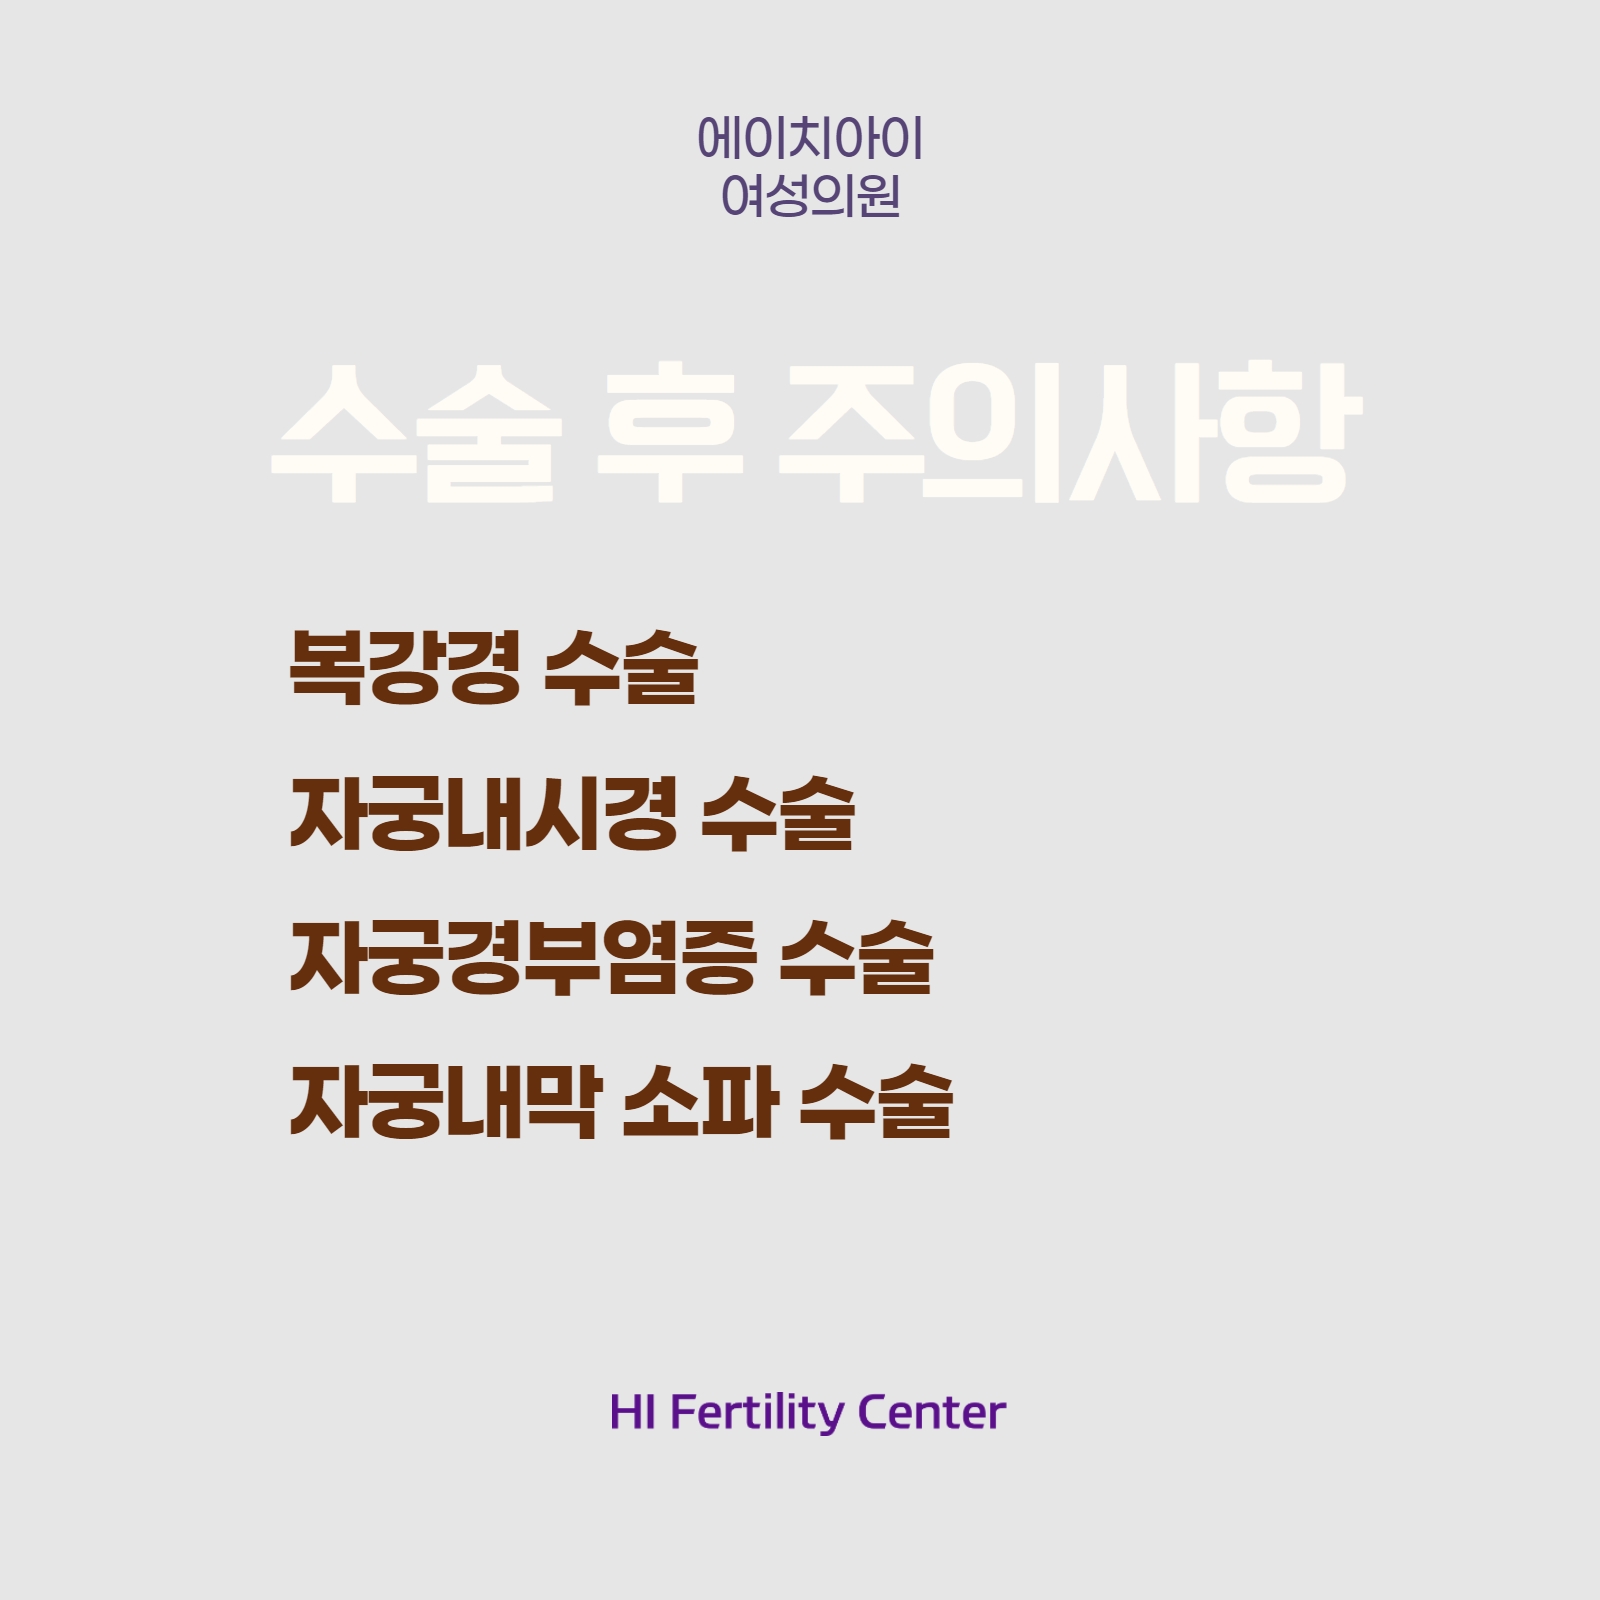 에이치아이
여성의원
수술 후 주의사항
복강경 수술
자궁내시경 수술
자궁경부염증 수술
자궁내막 소파 수술
HI Fertility Center